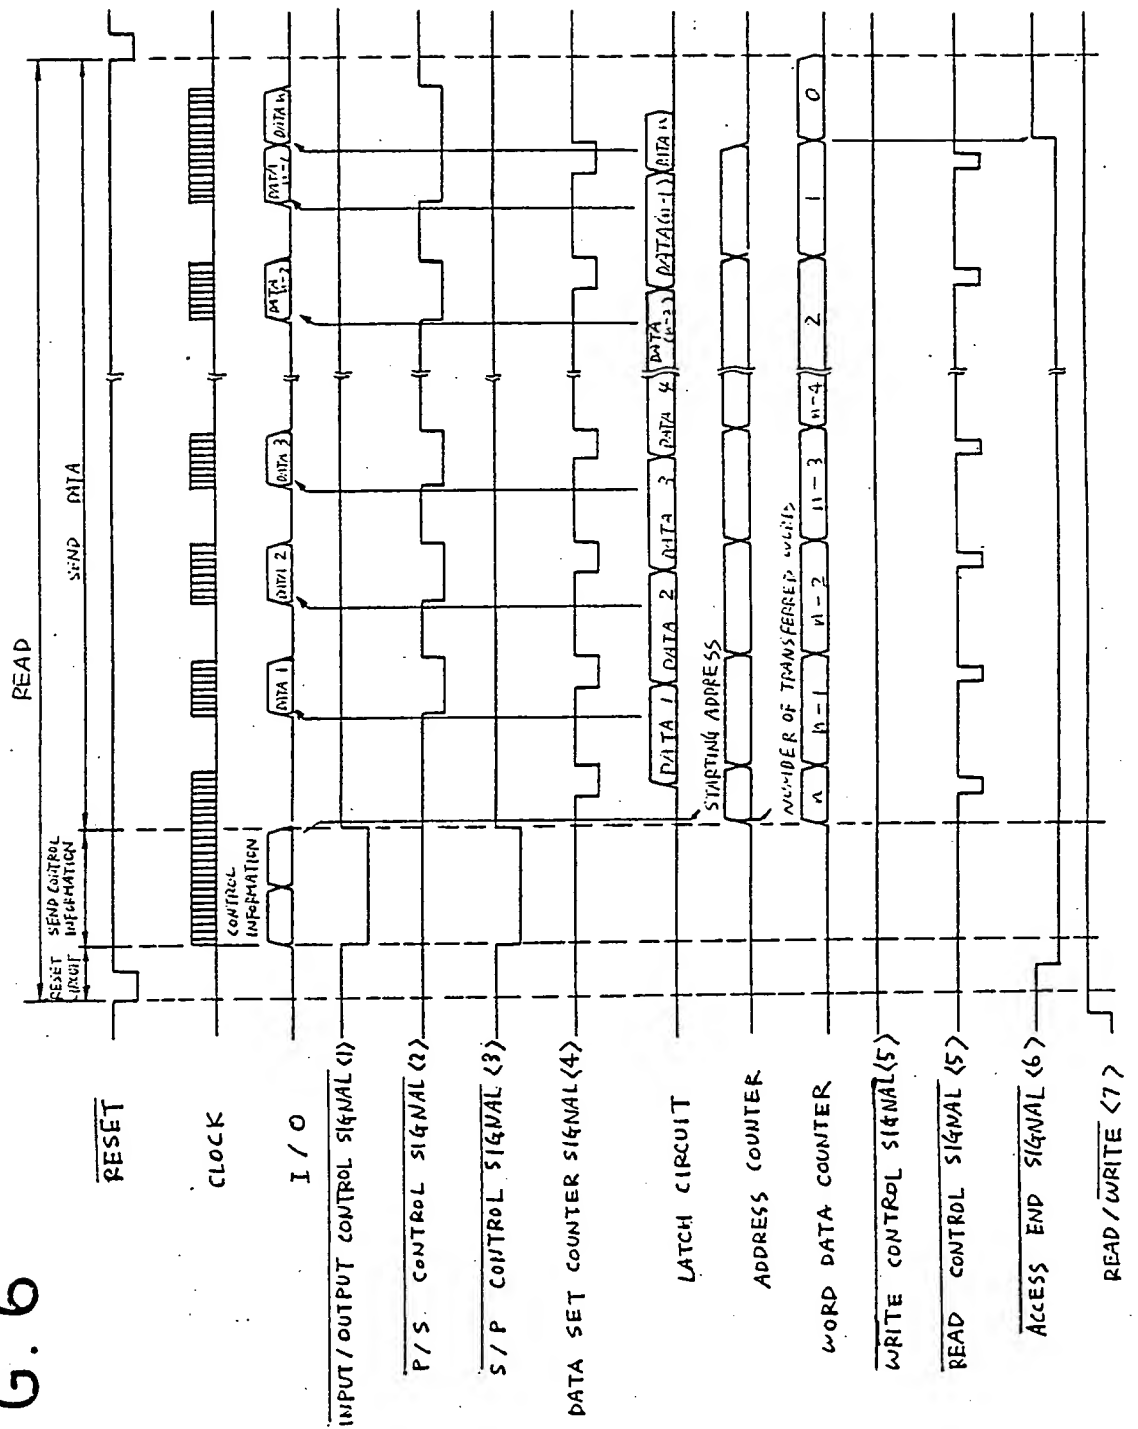 G. 6
READ
RESET CIRCUIT
SEND CONTROL INFORMATION
SEND DATA
RESET
CLOCK
CONTROL INFORMATION
I / O
DATA 1
DATA 2
DATA 3
DATA n-2
DATA n-1
DATA n
INPUT / OUTPUT CONTROL SIGNAL (1)
P / S CONTROL SIGNAL (2)
S / P CONTROL SIGNAL (3)
DATA SET COUNTER SIGNAL (4)
LATCH CIRCUIT
DATA 1
DATA 2
DATA 3
DATA 4
DATA (n-2)
DATA (n-1)
DATA n
STARTING ADDRESS
ADDRESS COUNTER
NUMBER OF TRANSFERRED WORDS
WORD DATA COUNTER
n
n-1
n-2
n-3
n-4
2
1
0
WRITE CONTROL SIGNAL (5)
READ CONTROL SIGNAL (5)
ACCESS END SIGNAL (6)
READ / WRITE (7)